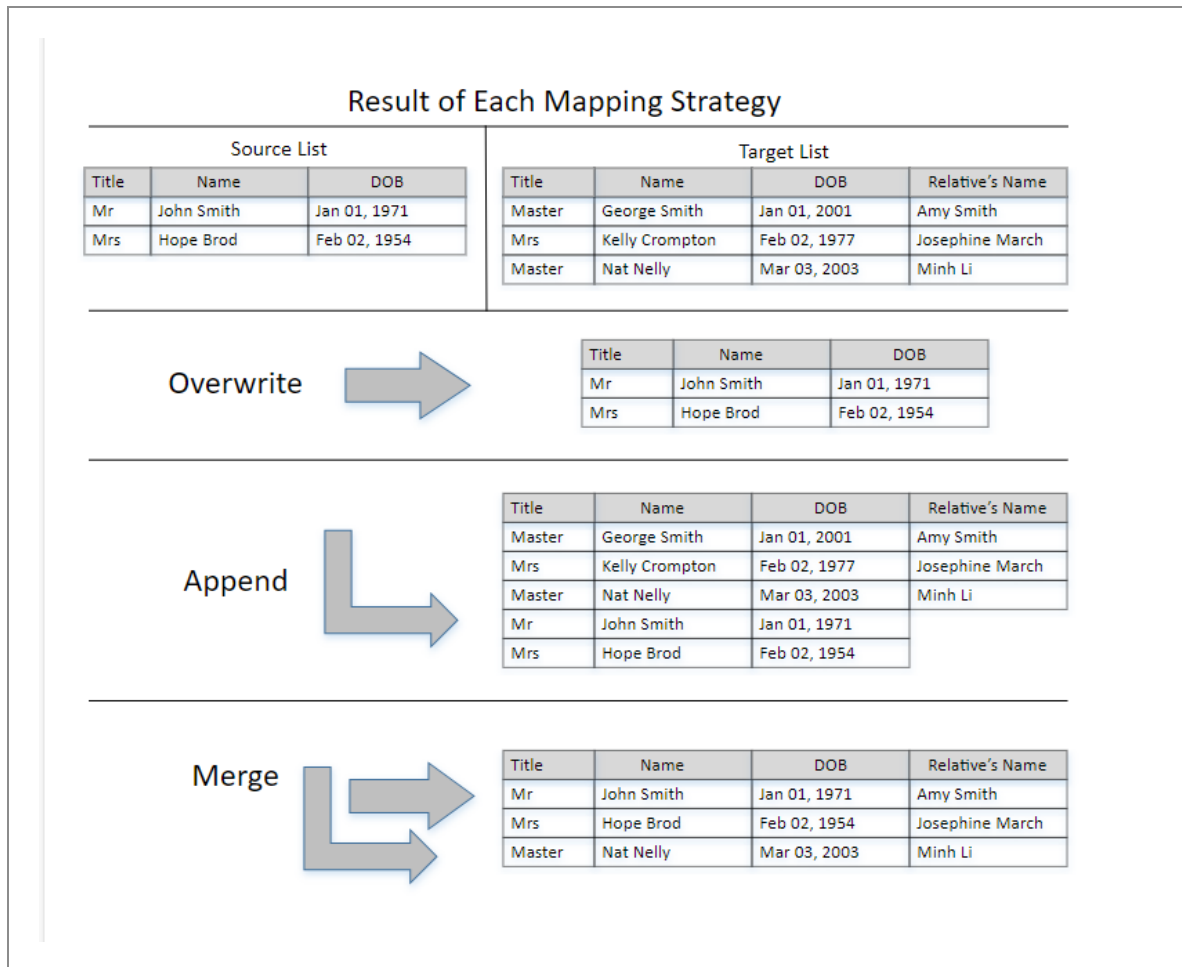 Result of Each Mapping Strategy
Source List
Title Name DOB
Mr John Smith Jan 01, 1971
Mrs Hope Brod Feb 02, 1954
Target List
Title Name DOB Relative’s Name
Master George Smith Jan 01, 2001 Amy Smith
Mrs Kelly Crompton Feb 02, 1977 Josephine March
Master Nat Nelly Mar 03, 2003 Minh Li
Overwrite
Title Name DOB
Mr John Smith Jan 01, 1971
Mrs Hope Brod Feb 02, 1954
Append
Title Name DOB Relative’s Name
Master George Smith Jan 01, 2001 Amy Smith
Mrs Kelly Crompton Feb 02, 1977 Josephine March
Master Nat Nelly Mar 03, 2003 Minh Li
Mr John Smith Jan 01, 1971
Mrs Hope Brod Feb 02, 1954
Merge
Title Name DOB Relative’s Name
Mr John Smith Jan 01, 1971 Amy Smith
Mrs Hope Brod Feb 02, 1954 Josephine March
Master Nat Nelly Mar 03, 2003 Minh Li